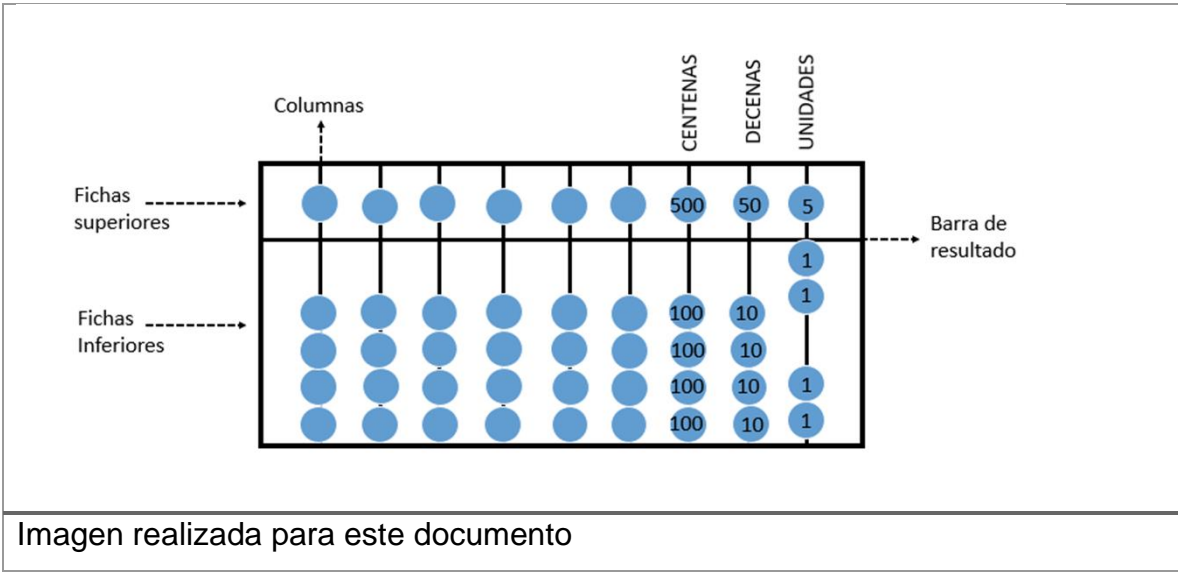 CENTENAS
DECENAS
UNIDADES
Columnas
Fichas
superiores
500 50 5
Barra de
resultado
1
1
Fichas
Inferiores
100 10
100 10
100 10 1
100 10 1
Imagen realizada para este documento